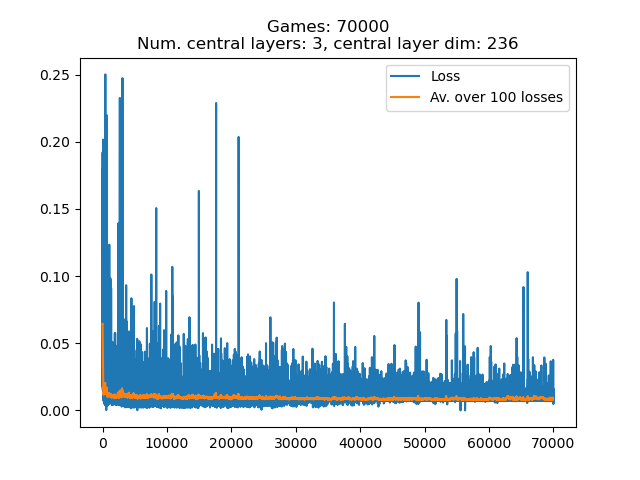 Games: 70000
Num. central layers: 3, central layer dim: 236
Loss
Av. over 100 losses
0.25
0.20
0.15
0.10
0.05
0.00
0 10000 20000 30000 40000 50000 60000 70000